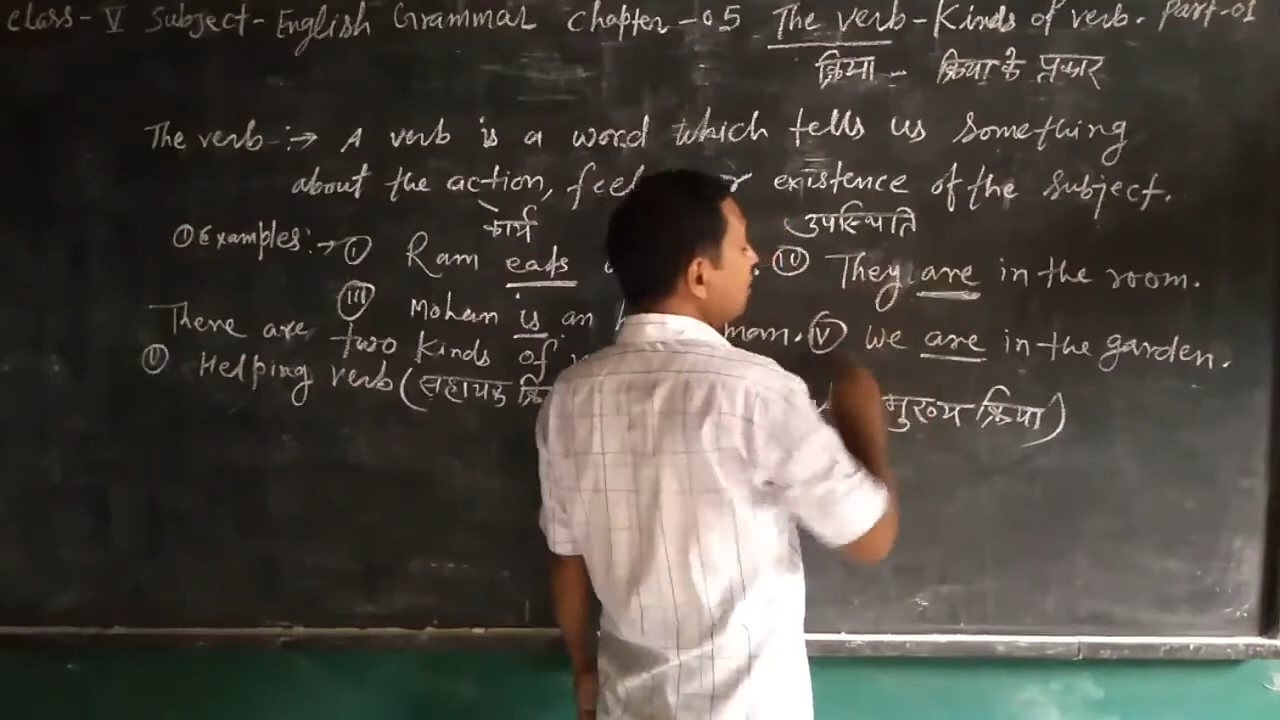 Class- V Subject- English Grammar Chapter-05 The verb-Kinds of verb. Part-01
क्रिया - क्रिया के प्रकार
The verb-:→ A verb is a word which tells us something
about the action, existence of the subject.
कार्य उपस्थिति
① Examples:→ ① Ram eats (IV) They are in the room.
(III) Mohan is an man. (V) We are in the garden.
There are two kinds of
① Helping verb (सहायक मुख्य क्रिया)